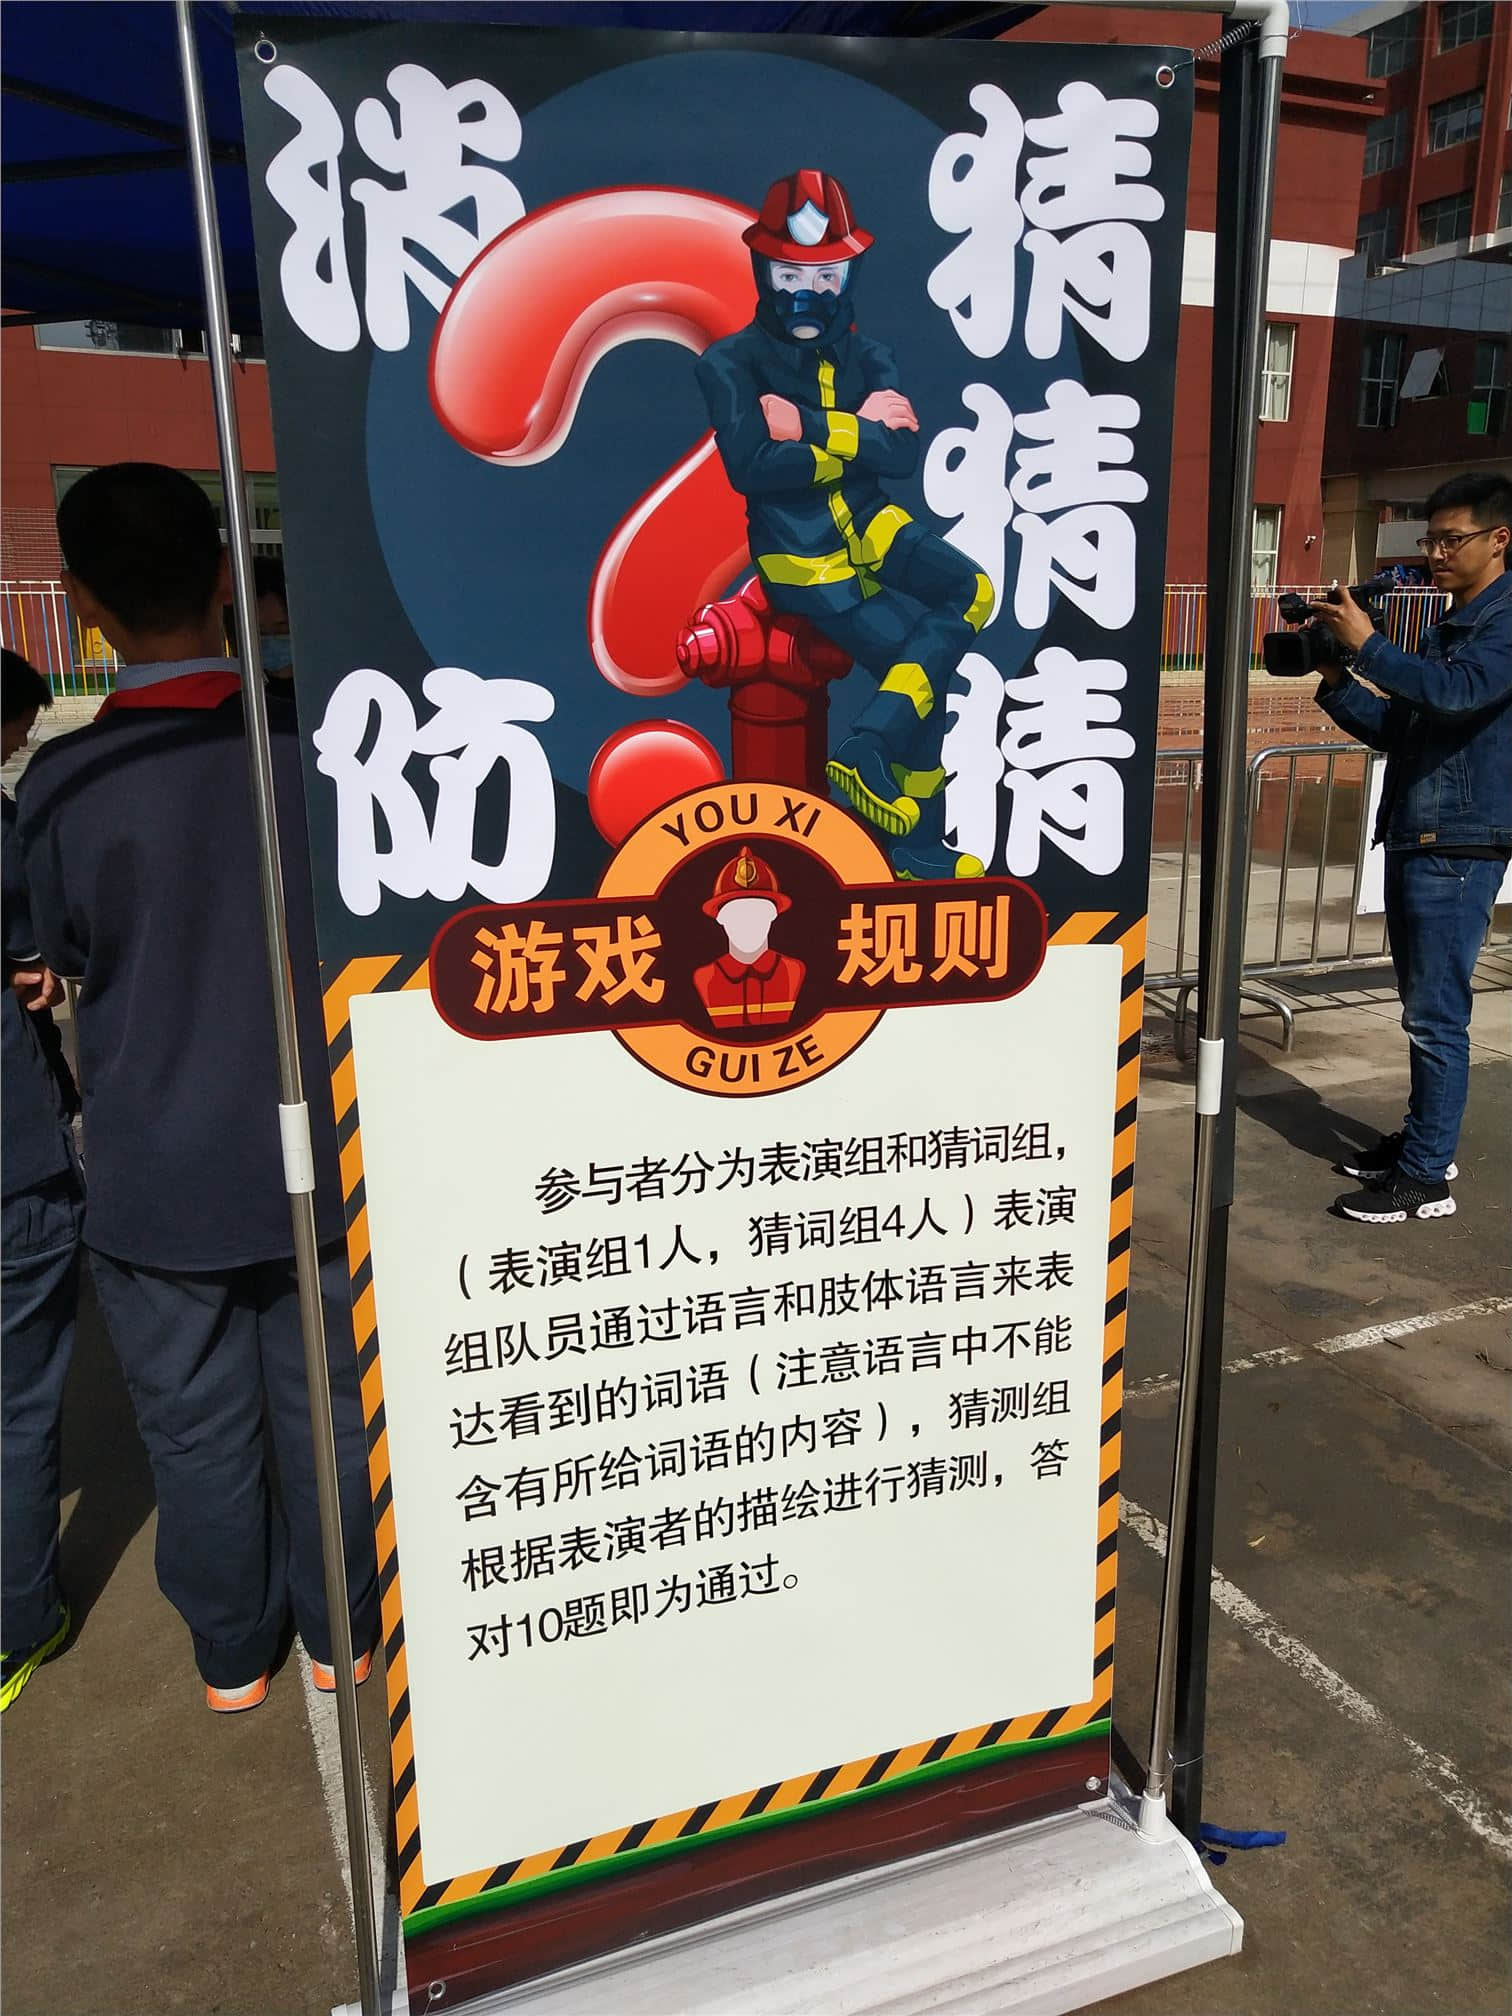 消防
猜猜猜
YOU XI
游戏规则
GUI ZE
参与者分为表演组和猜词组，
（表演组1人，猜词组4人）表演
组队员通过语言和肢体语言来表
达看到的词语（注意语言中不能
含有所给词语的内容），猜测组
根据表演者的描绘进行猜测，答
对10题即为通过。